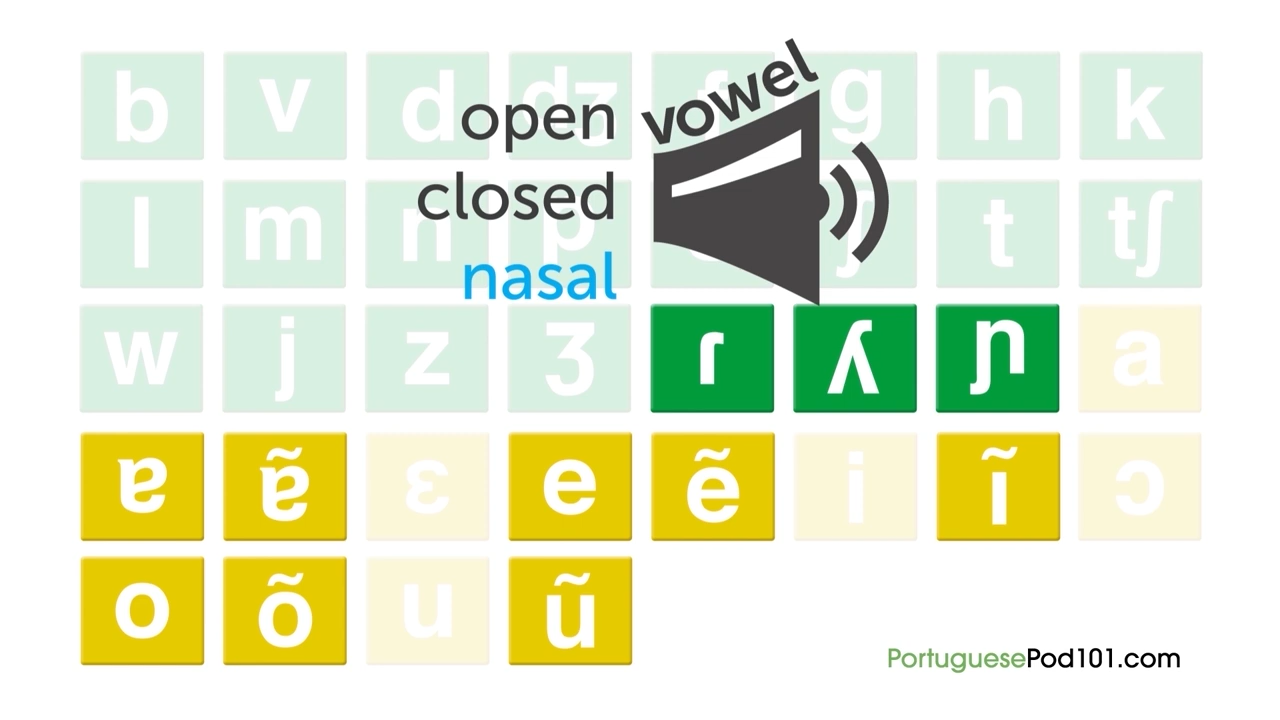 vowel
open
closed
nasal
b v d dʒ f g h k
l m n p s ʃ t tʃ
w j z ʒ ɾ ʎ ɲ a
ɐ ɐ̃ ɛ e ẽ i ĩ ɔ
o õ u ũ
PortuguesePod101.com